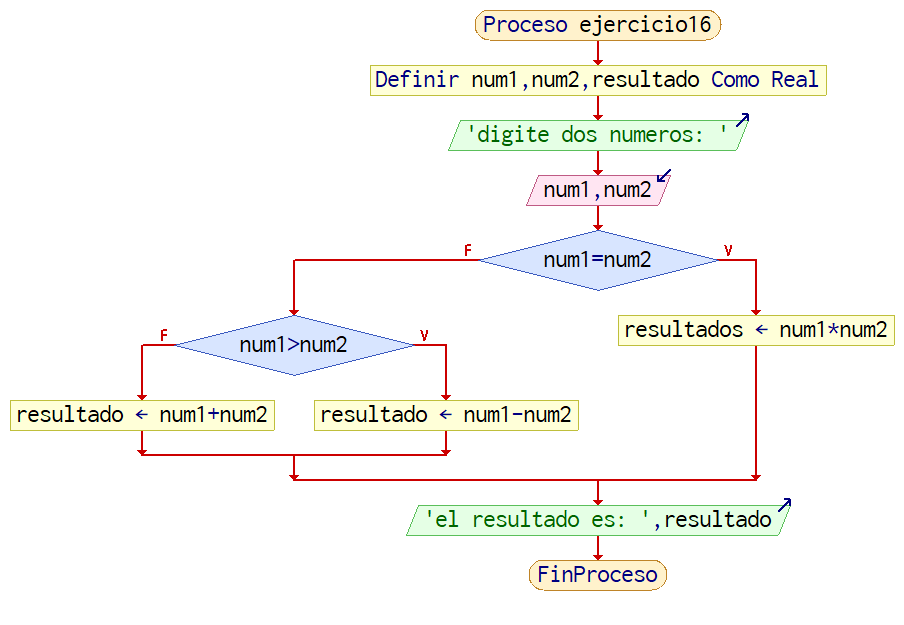 Proceso ejercicio16
Definir num1,num2,resultado Como Real
'digite dos numeros: '
num1,num2
num1=num2
F
V
num1>num2
resultados ← num1*num2
F
V
resultado ← num1+num2
resultado ← num1-num2
'el resultado es: ',resultado
FinProceso